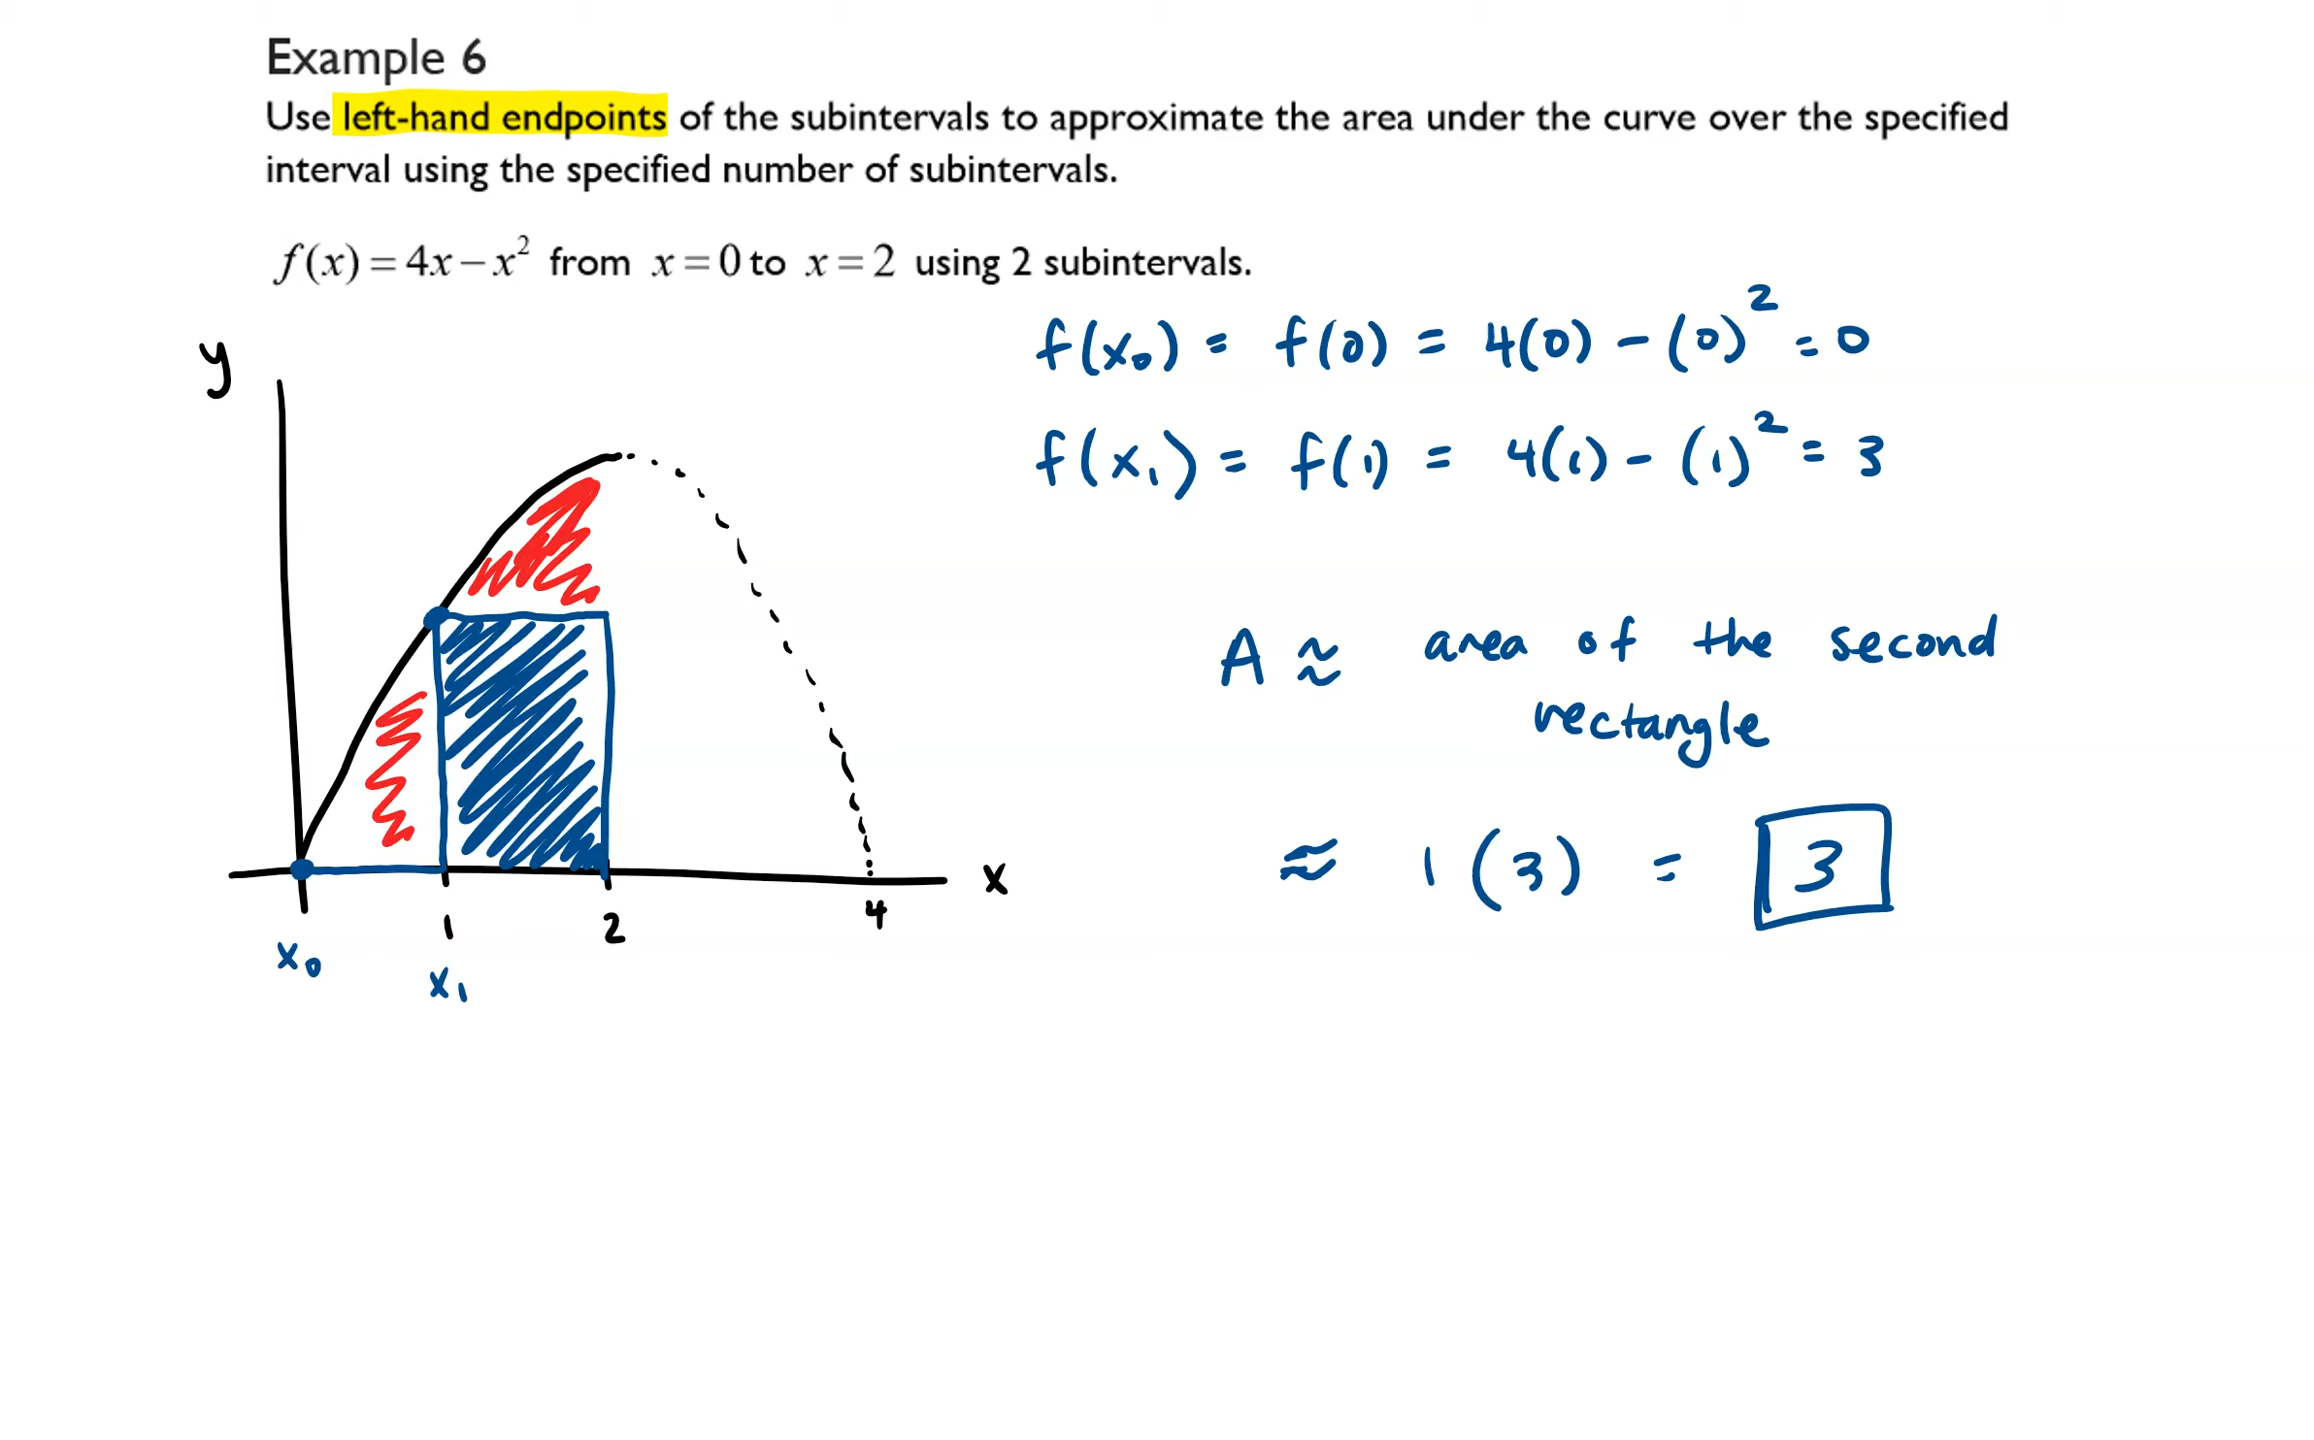 Example 6
Use left-hand endpoints of the subintervals to approximate the area under the curve over the specified
interval using the specified number of subintervals.
f(x)=4x−x² from x=0 to x=2 using 2 subintervals.
f(x₀) = f(0) = 4(0) - (0)² = 0
f(x₁) = f(1) = 4(1) - (1)² = 3
y
A ≈ area of the second
rectangle
≈ 1(3) = 3
x
1 2 4
x₀ x₁